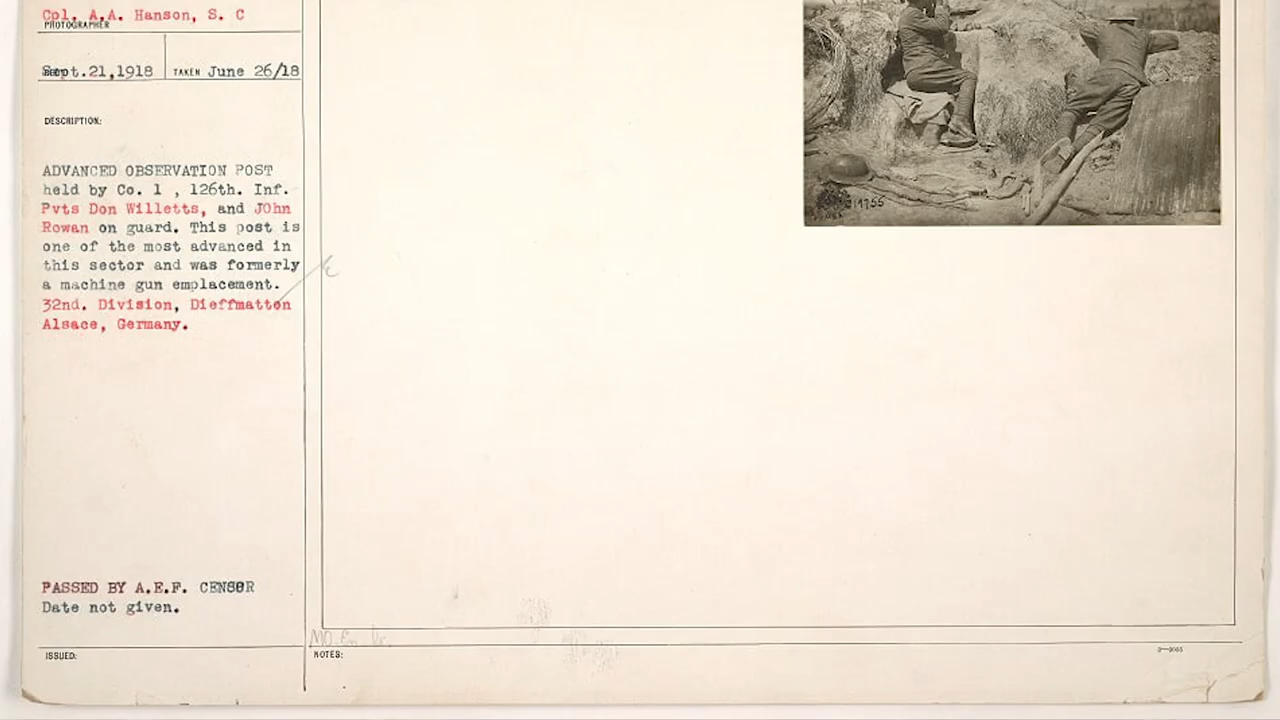 Col. A.A. Hanson, S. C
PHOTOGRAPHER
Sept.21,1918 TAKEN June 26/18
DESCRIPTION:
ADVANCED OBSERVATION POST
held by Co. 1 , 126th. Inf.
Pvts Don Willetts, and JOhn
Rowan on guard. This post is
one of the most advanced in
this sector and was formerly
a machine gun emplacement.
32nd. Division, Dieffmatton
Alsace, Germany.
PASSED BY A.E.F. CENSOR
Date not given.
ISSUED:
NOTES: